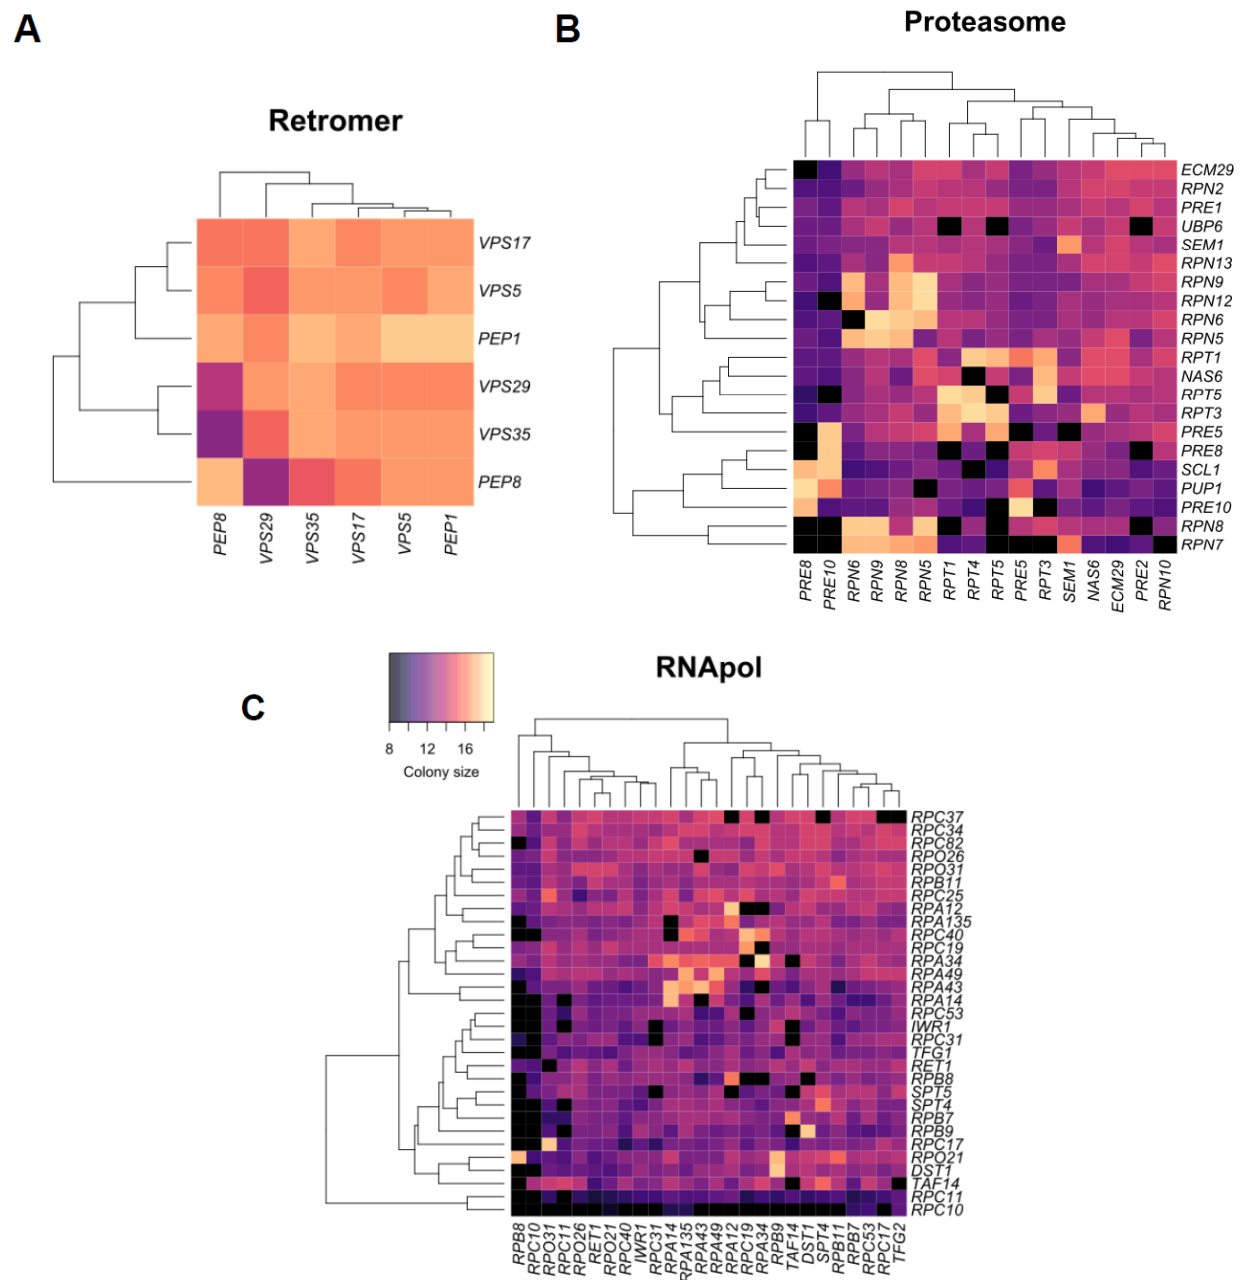 A
Retromer
VPS17
VPS5
PEP1
VPS29
VPS35
PEP8
PEP8 VPS29 VPS35 VPS17 VPS5 PEP1
B
Proteasome
ECM29
RPN2
PRE1
UBP6
SEM1
RPN13
RPN9
RPN12
RPN6
RPN5
RPT1
NAS6
RPT5
RPT3
PRE5
PRE8
SCL1
PUP1
PRE10
RPN8
RPN7
PRE8 PRE10 RPN6 RPN9 RPN8 RPN5 RPT1 RPT4 RPT5 PRE5 RPT3 SEM1 NAS6 ECM29 PRE2 RPN10
C
8 12 16
Colony size
RNApol
RPC37
RPC34
RPC82
RPO26
RPO31
RPB11
RPC25
RPA12
RPA135
RPC40
RPC19
RPA34
RPA49
RPA43
RPA14
RPC53
IWR1
RPC31
TFG1
RET1
RPB8
SPT5
SPT4
RPB7
RPB9
RPC17
RPO21
DST1
TAF14
RPC11
RPC10
RPB8 RPC10 RPO31 RPC11 RPO26 RET1 RPO21 RPC40 IWR1 RPC31 RPA14 RPA135 RPA43 RPA49 RPA12 RPC19 RPA34 RPB9 TAF14 DST1 SPT4 RPB11 RPB7 RPC53 RPC17 TFG2